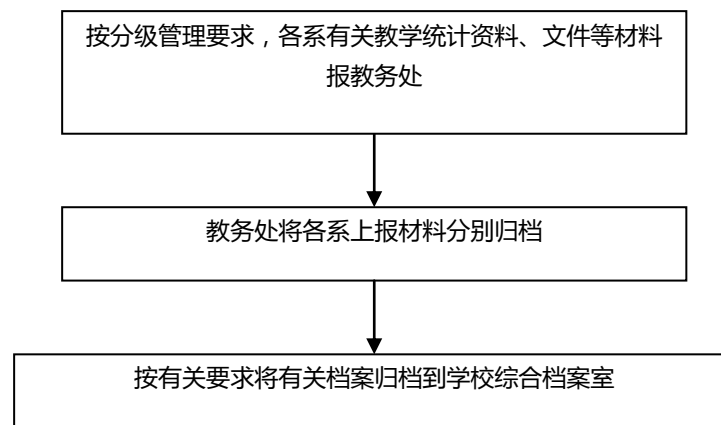 按分级管理要求，各系有关教学统计资料、文件等材料
报教务处
教务处将各系上报材料分别归档
按有关要求将有关档案归档到学校综合档案室